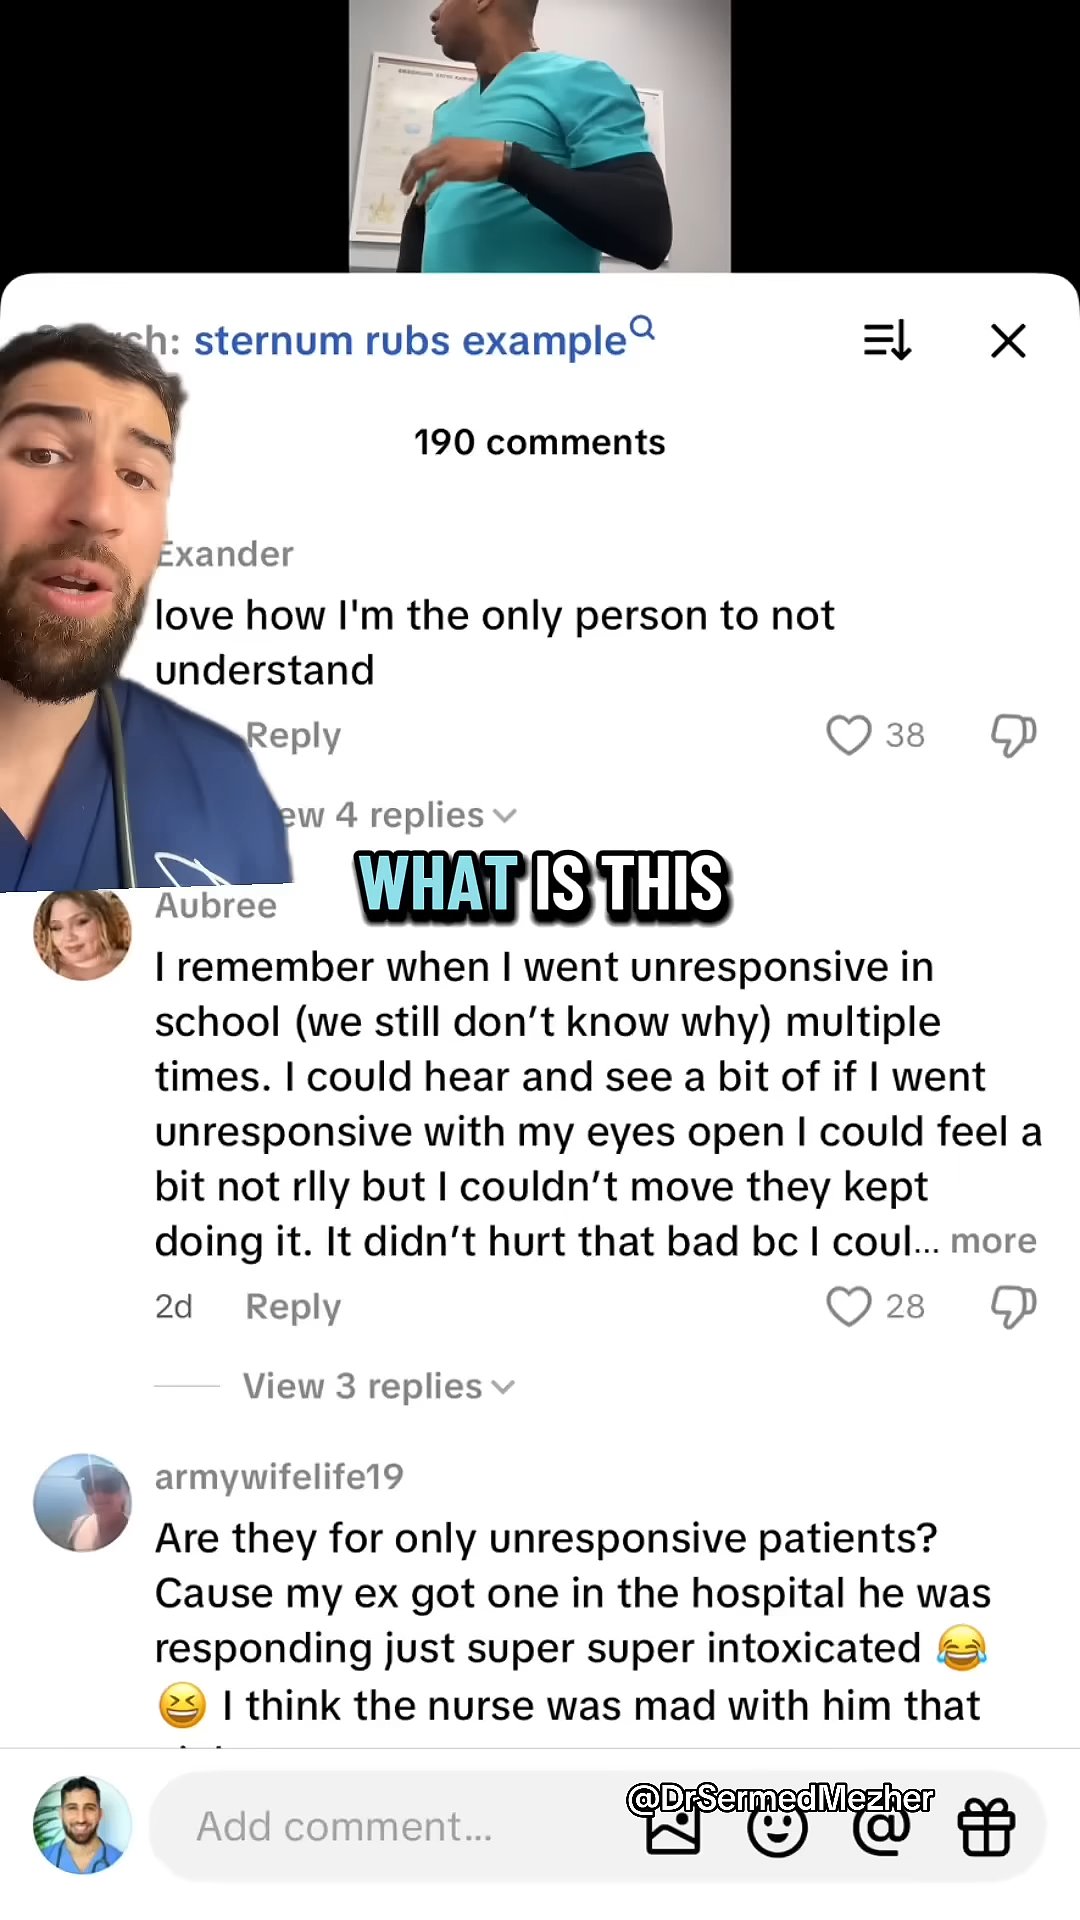 ch: sternum rubs example
190 comments
Exander
love how I'm the only person to not
understand
Reply
38
ew 4 replies
WHAT IS THIS
Aubree
I remember when I went unresponsive in
school (we still don’t know why) multiple
times. I could hear and see a bit of if I went
unresponsive with my eyes open I could feel a
bit not rlly but I couldn’t move they kept
doing it. It didn’t hurt that bad bc I coul... more
2d Reply
28
View 3 replies
armywifelife19
Are they for only unresponsive patients?
Cause my ex got one in the hospital he was
responding just super super intoxicated 😂
😆 I think the nurse was mad with him that
@DrSermedMezher
Add comment...